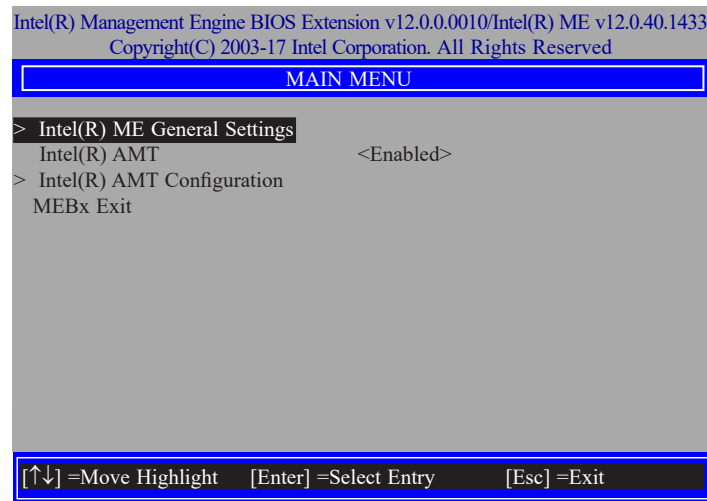 Intel(R) Management Engine BIOS Extension v12.0.0.0010/Intel(R) ME v12.0.40.1433
Copyright(C) 2003-17 Intel Corporation. All Rights Reserved
MAIN MENU
> Intel(R) ME General Settings
Intel(R) AMT <Enabled>
> Intel(R) AMT Configuration
MEBx Exit
[↑↓] =Move Highlight [Enter] =Select Entry [Esc] =Exit